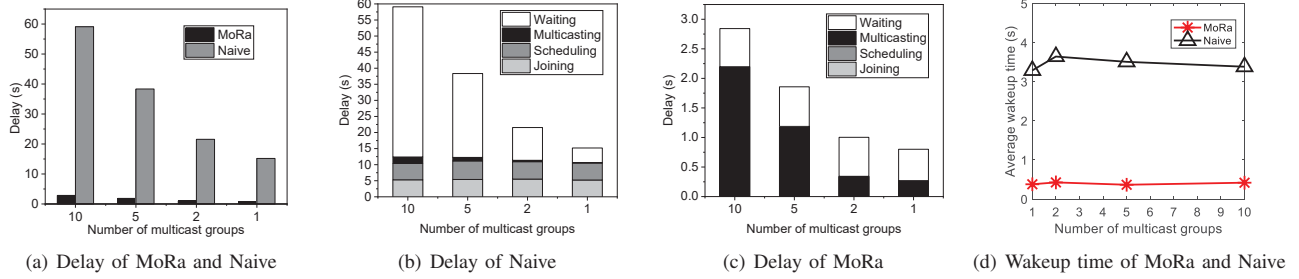 60
50
40
30
20
10
0
Delay (s)
MoRa
Naive
10
5
2
1
Number of multicast groups
(a) Delay of MoRa and Naive
60
55
50
45
40
35
30
25
20
15
10
5
0
Delay (s)
Waiting
Multicasting
Scheduling
Joining
10
5
2
1
Number of multicast groups
(b) Delay of Naive
3.0
2.5
2.0
1.5
1.0
0.5
0.0
Delay (s)
Waiting
Multicasting
Scheduling
Joining
10
5
2
1
Number of multicast groups
(c) Delay of MoRa
5
4
3
2
1
0
Average wakeup time (s)
MoRa
Naive
1 2 3 4 5 6 7 8 9 10
Number of multicast groups
(d) Wakeup time of MoRa and Naive